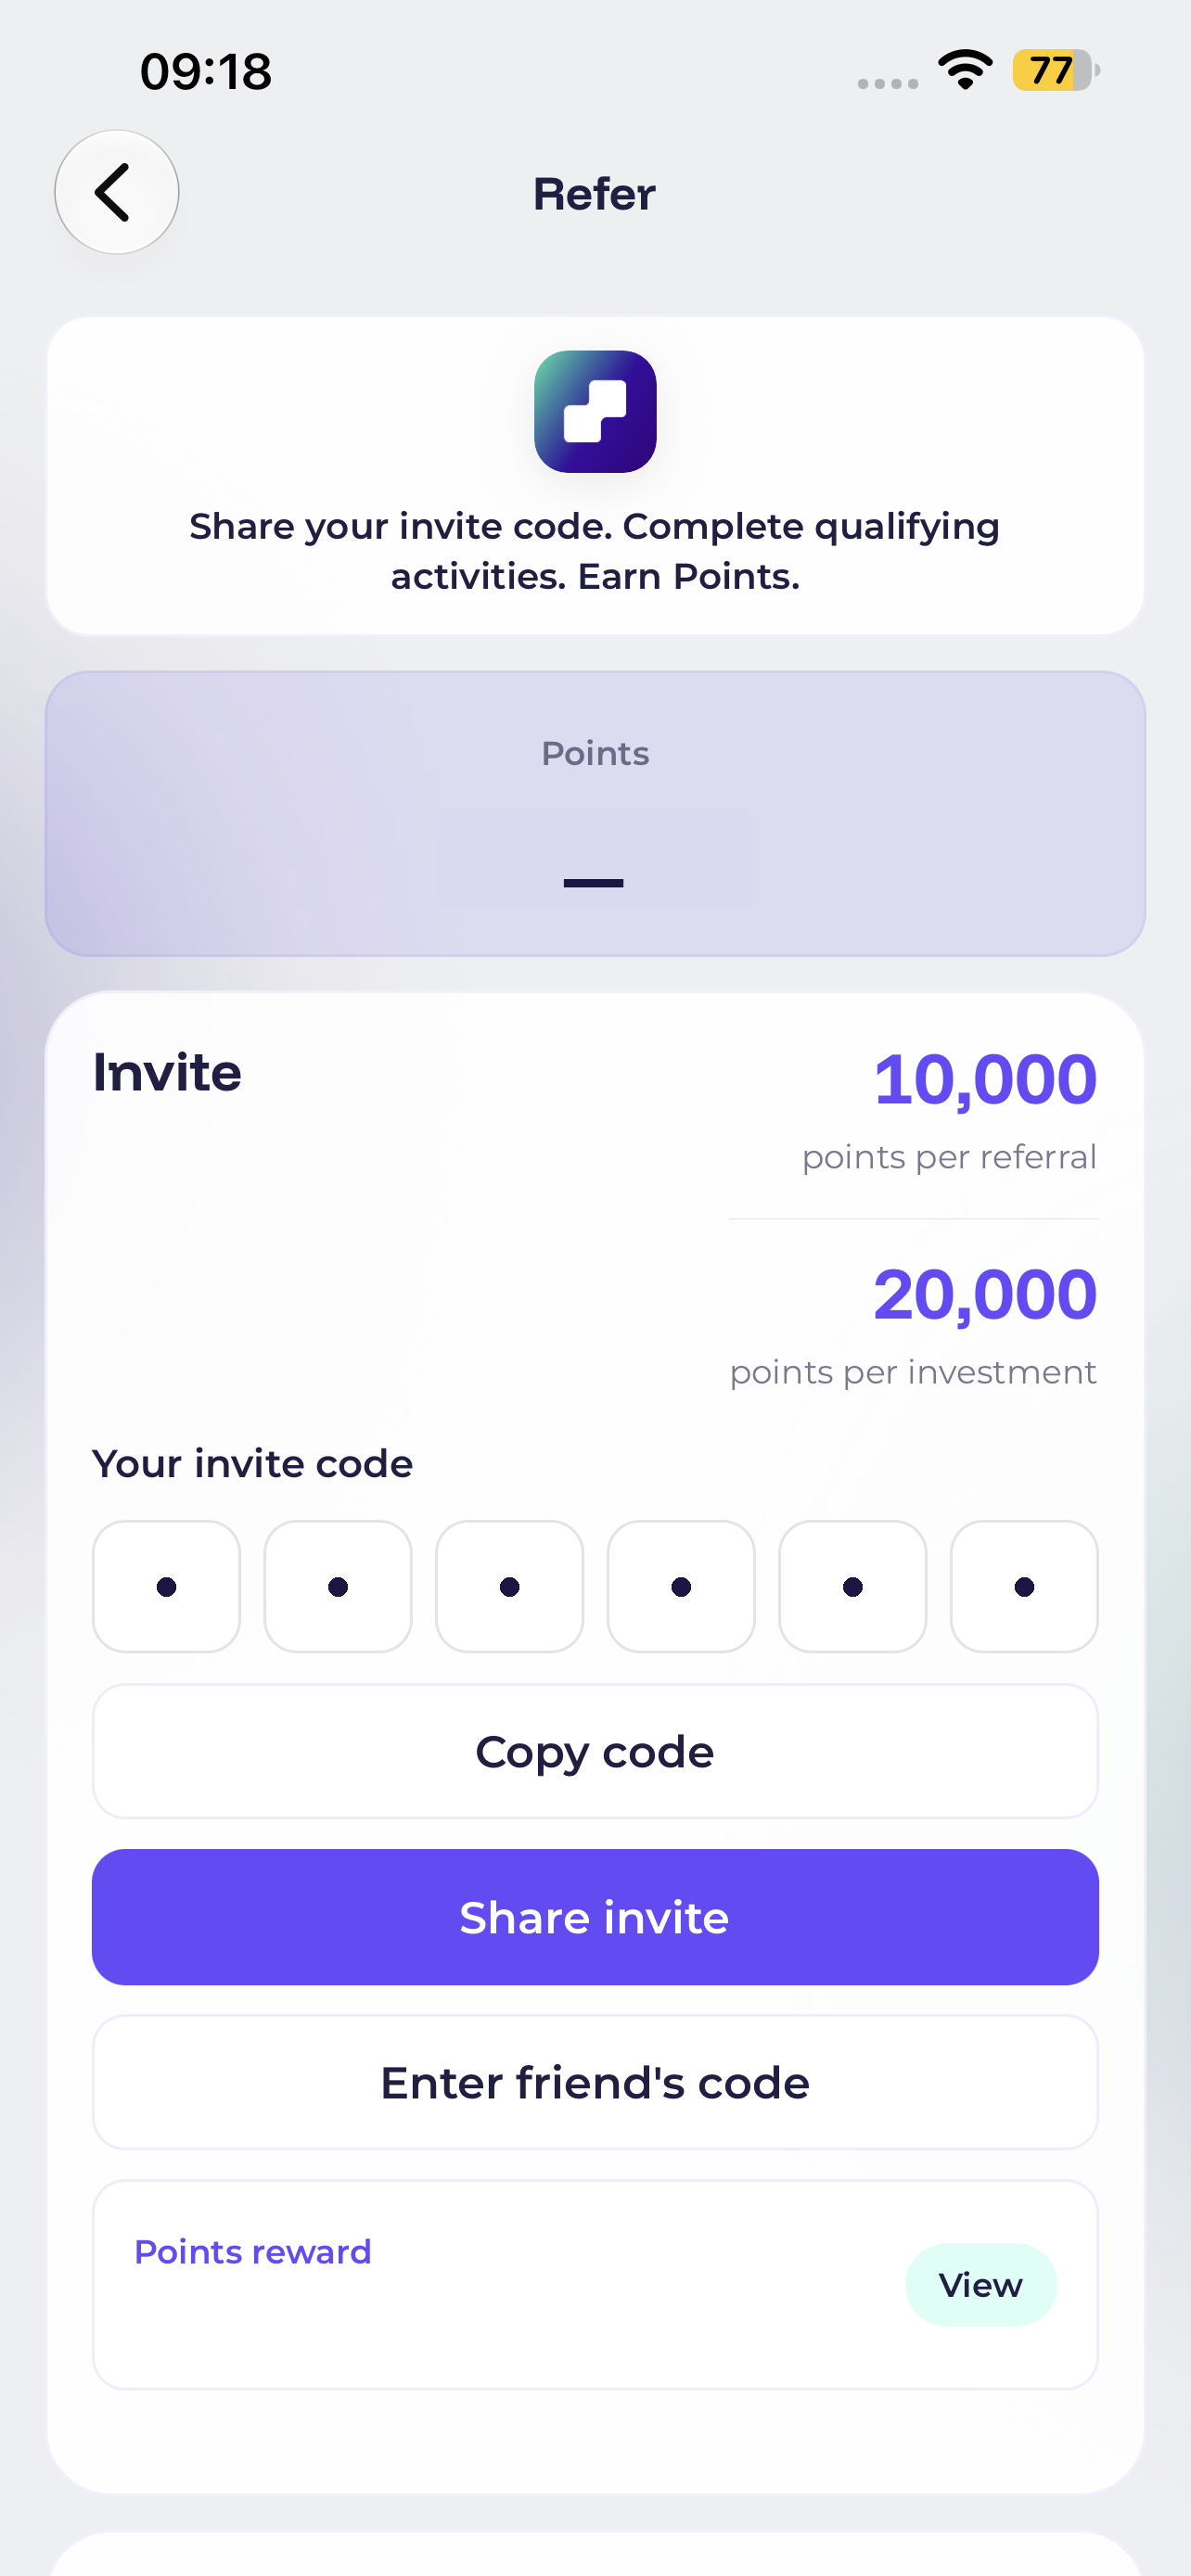 09:18
77
Refer
Share your invite code. Complete qualifying
activities. Earn Points.
Points
—
Invite
10,000
points per referral
20,000
points per investment
Your invite code
• • • • • •
Copy code
Share invite
Enter friend's code
Points reward
View